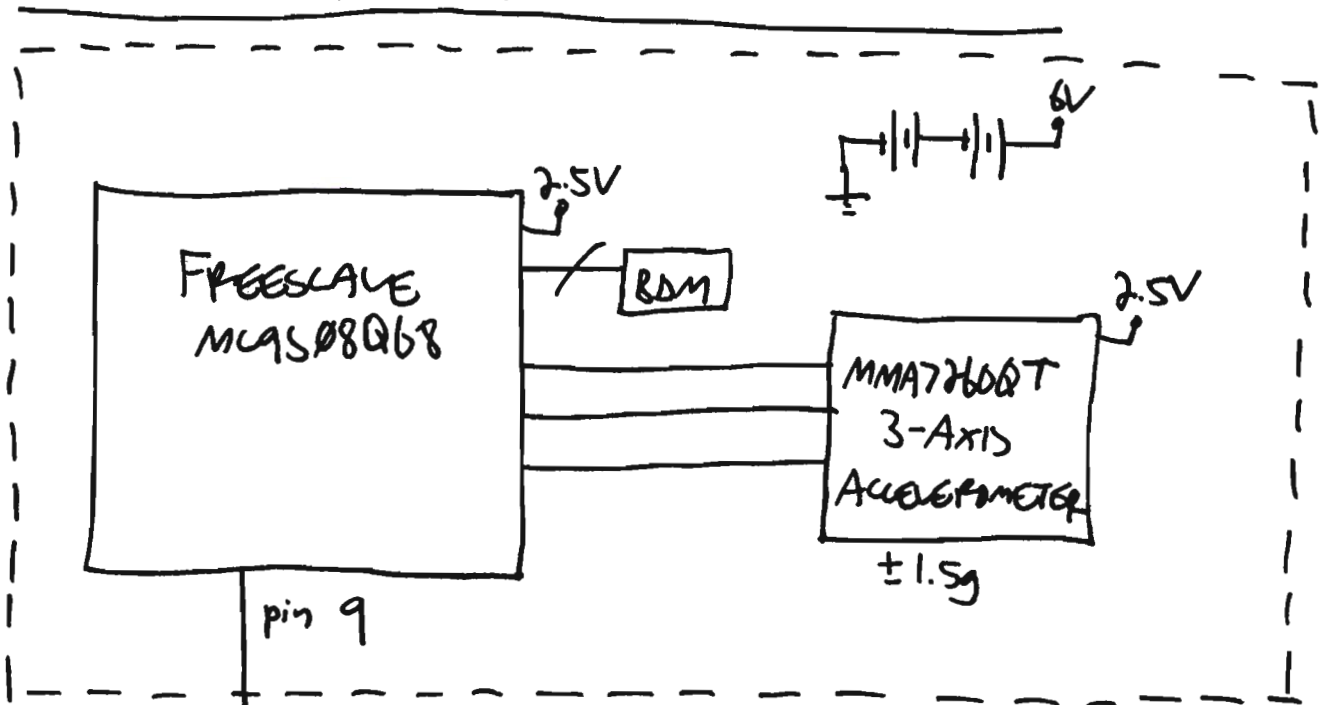 6V
2.5V
FREESCALE
MC9S08QG8
BDM
2.5V
MMA7260QT
3-AXIS
ACCELEROMETER
±1.5g
pin 9